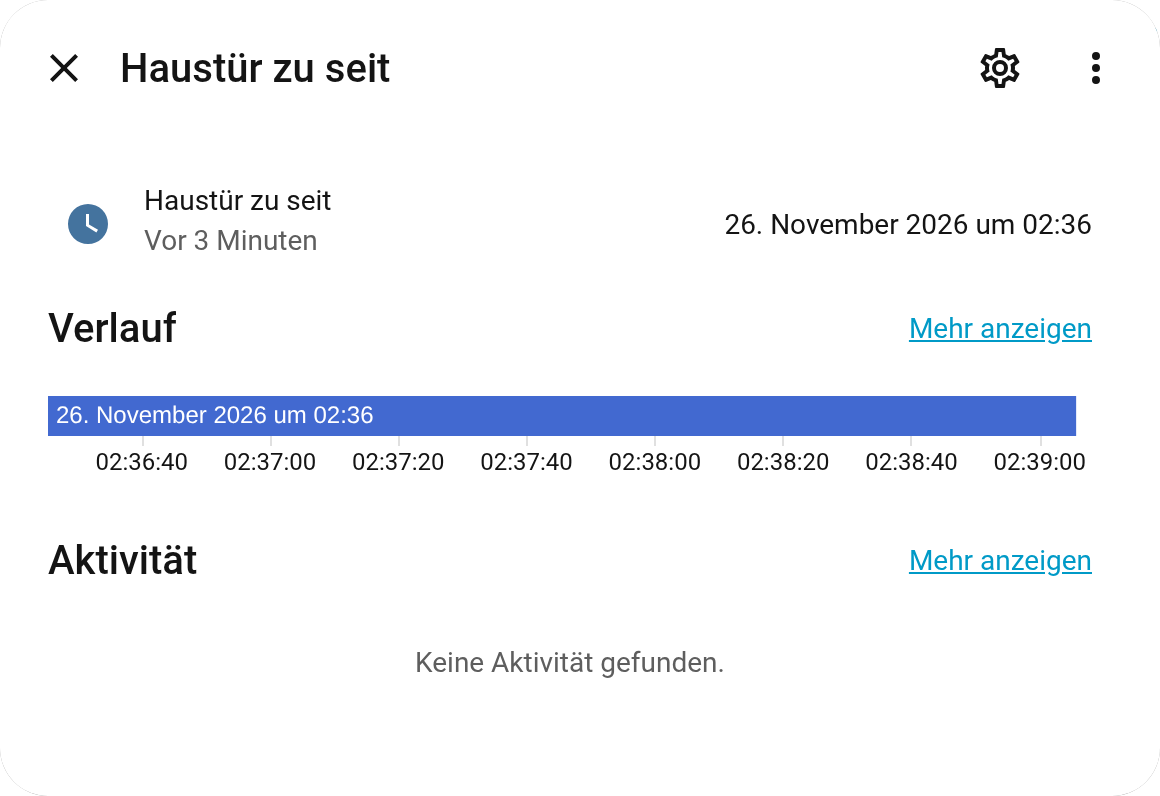 Haustür zu seit
Haustür zu seit
Vor 3 Minuten
26. November 2026 um 02:36
Verlauf
Mehr anzeigen
26. November 2026 um 02:36
02:36:40 02:37:00 02:37:20 02:37:40 02:38:00 02:38:20 02:38:40 02:39:00
Aktivität
Mehr anzeigen
Keine Aktivität gefunden.